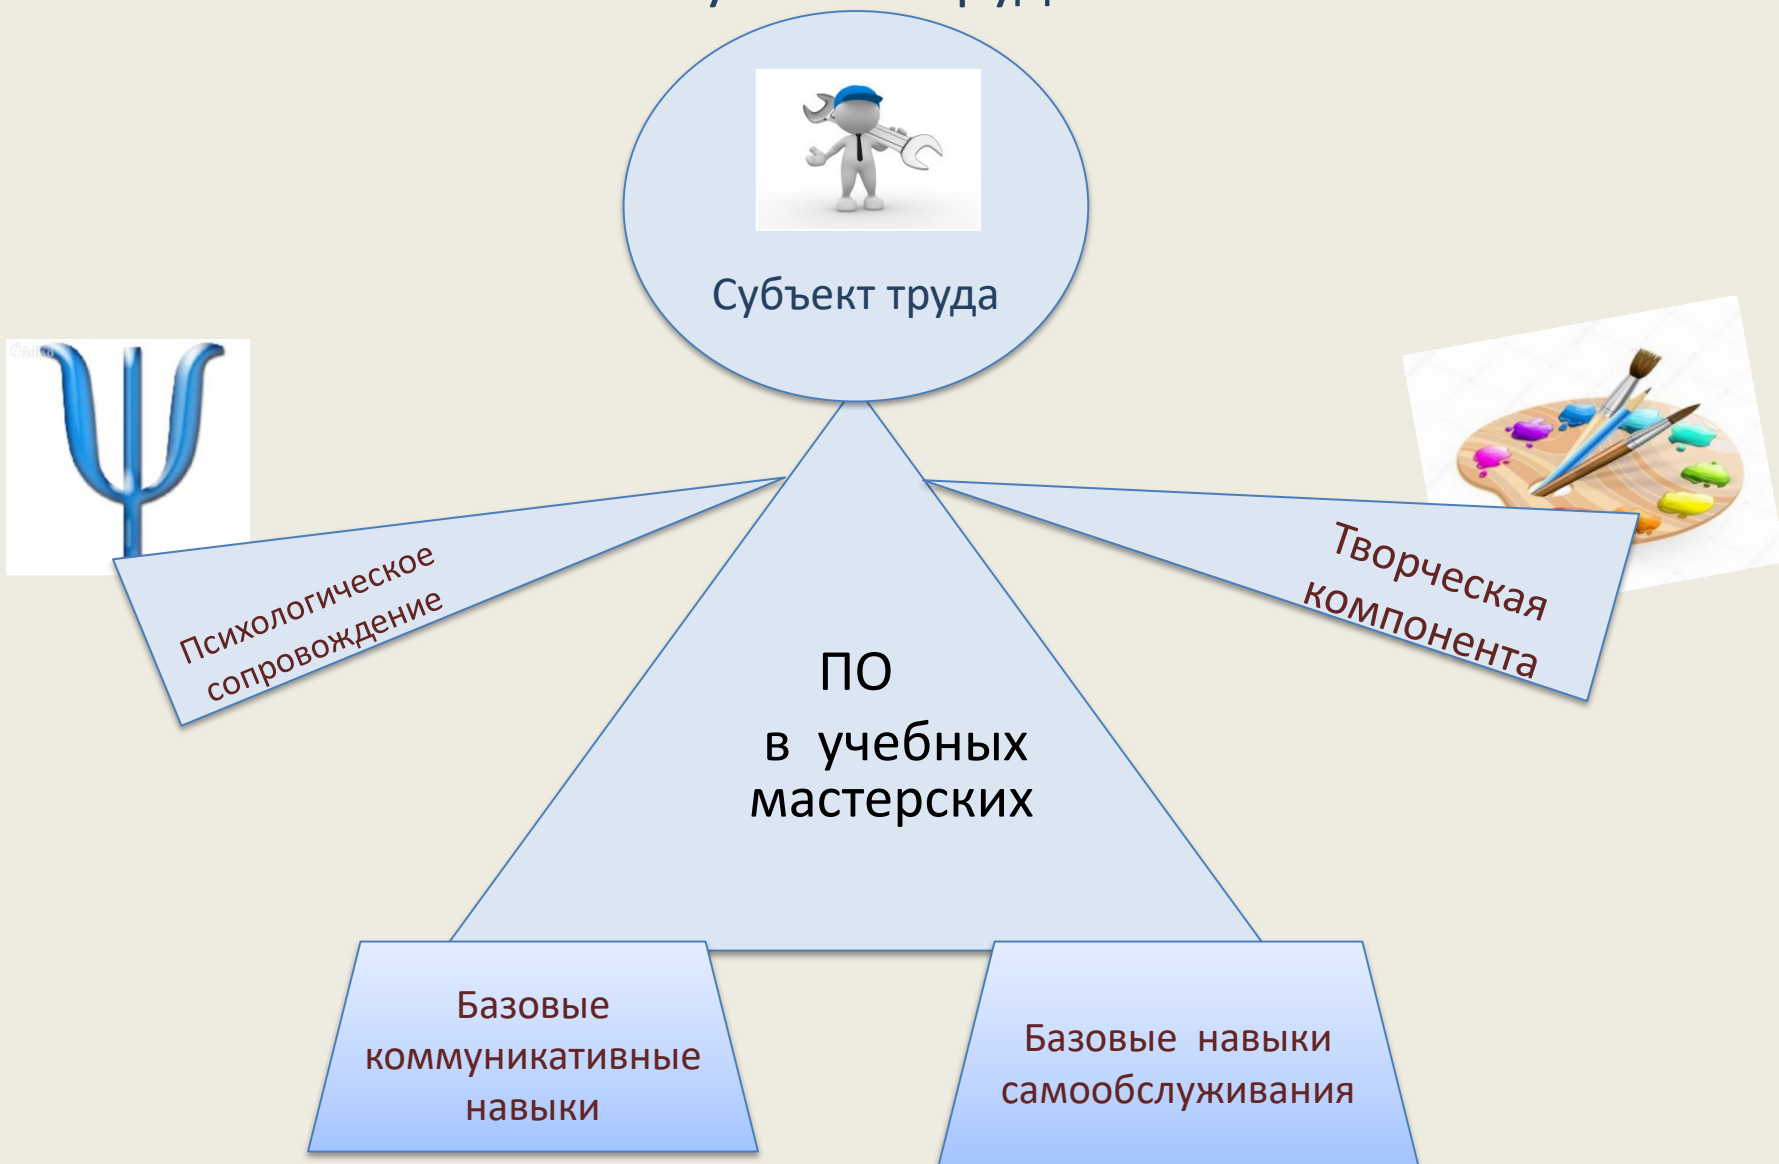 Субъект труда
Психологическое
сопровождение
Творческая
компонента
ПО
в учебных
мастерских
Базовые
коммуникативные
навыки
Базовые навыки
самообслуживания